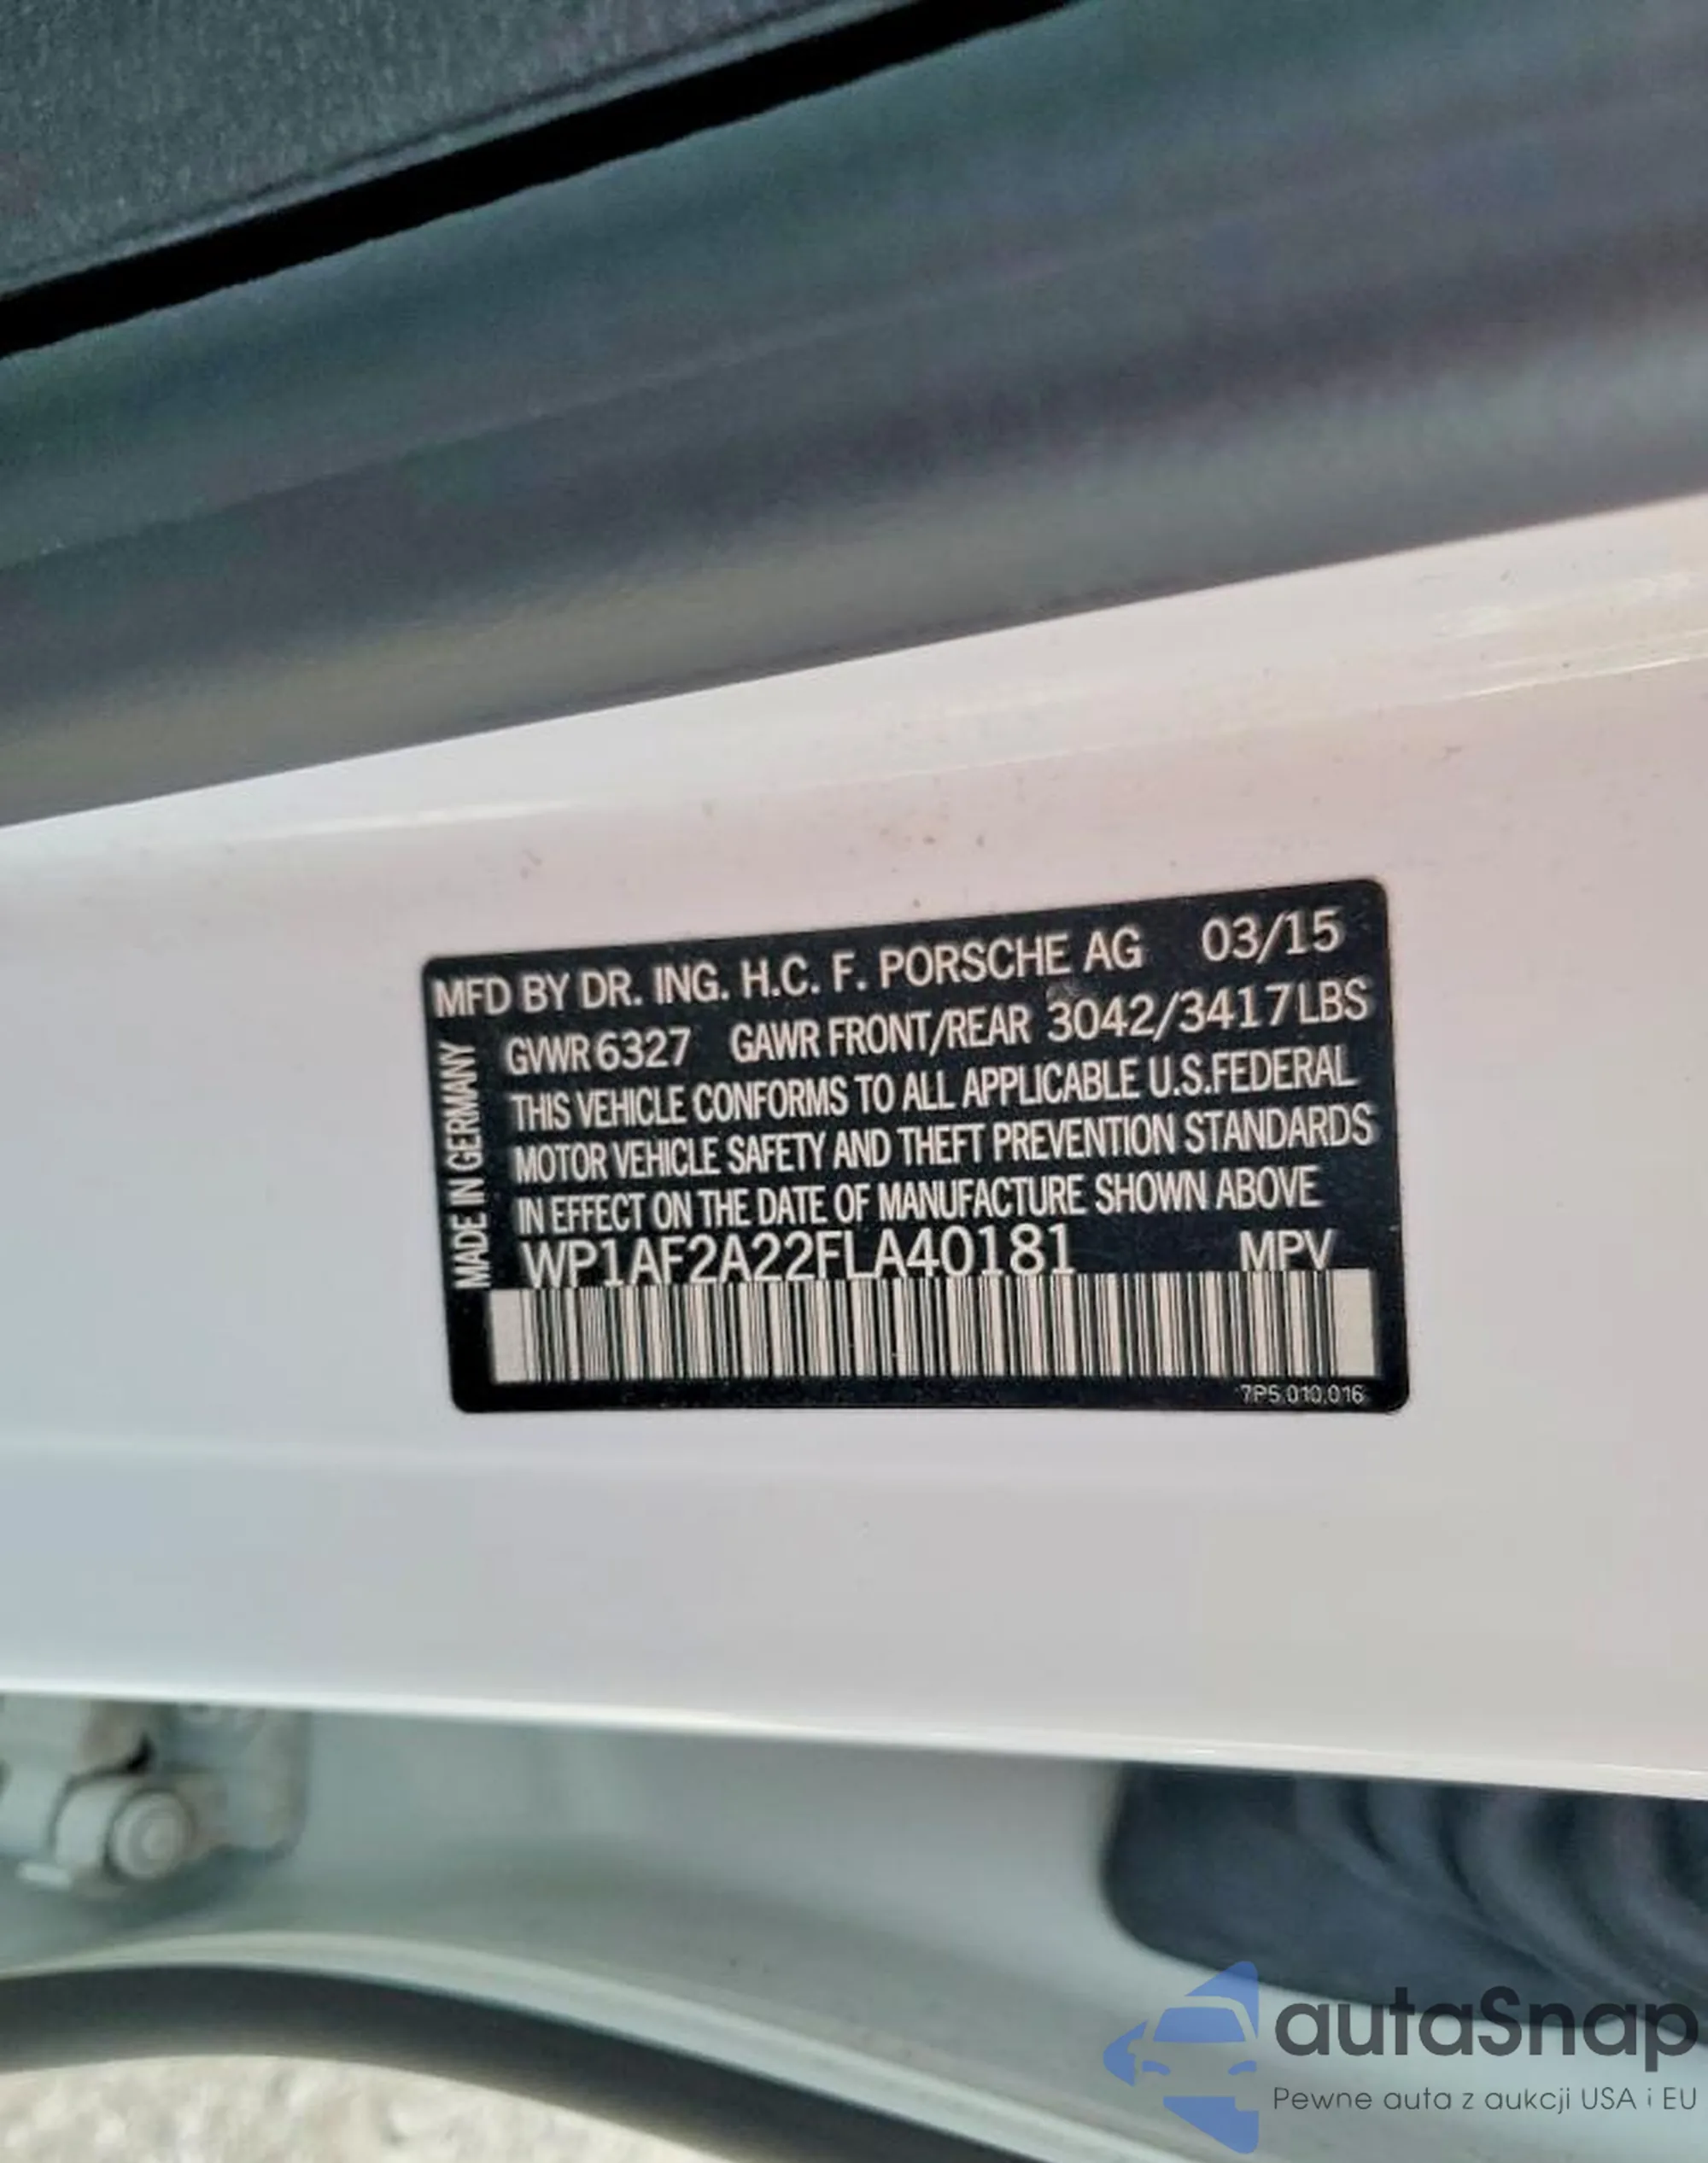 MFD BY DR. ING. H.C. F. PORSCHE AG 03/15
GVWR 6327 GAWR FRONT/REAR 3042/3417LBS
THIS VEHICLE CONFORMS TO ALL APPLICABLE U.S.FEDERAL
MOTOR VEHICLE SAFETY AND THEFT PREVENTION STANDARDS
IN EFFECT ON THE DATE OF MANUFACTURE SHOWN ABOVE
WP1AF2A22FLA40181 MPV
MADE IN GERMANY
7P5.010.016
autaSnap
Pewne auta z aukcji USA i EU